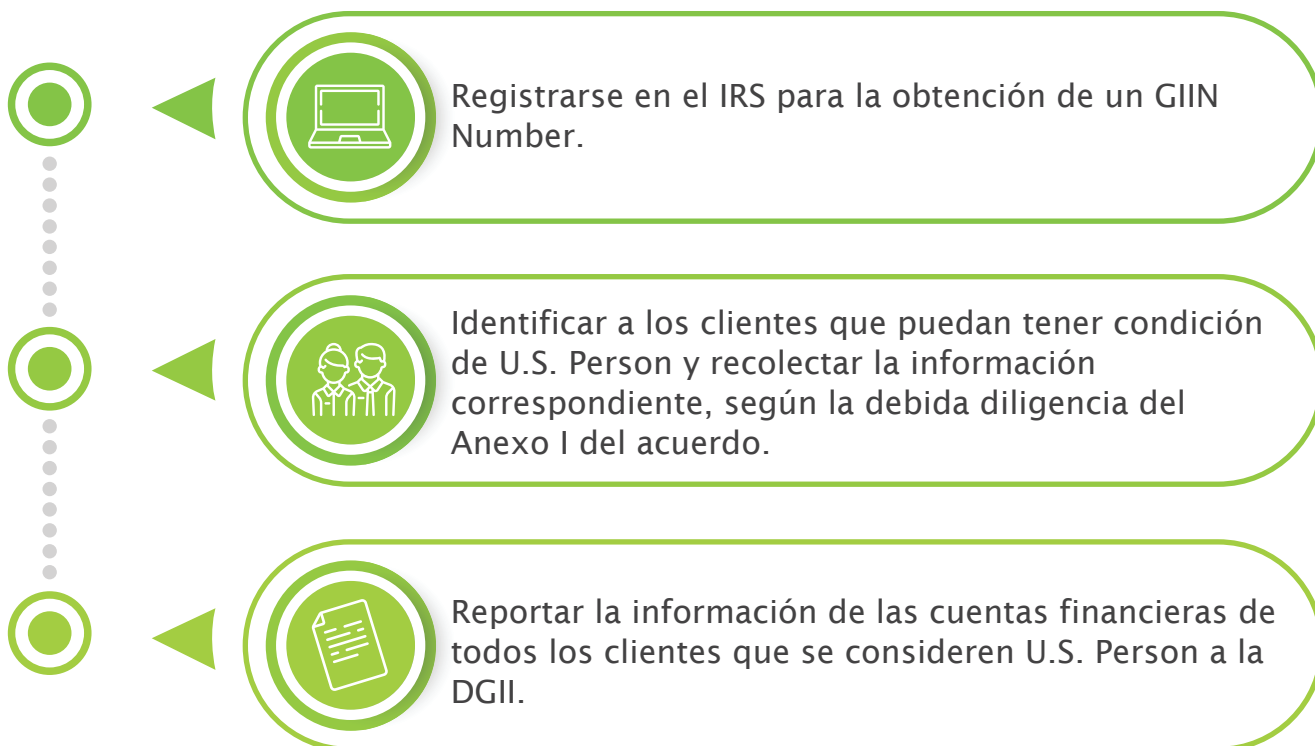 Registrarse en el IRS para la obtención de un GIIN
Number.
Identificar a los clientes que puedan tener condición
de U.S. Person y recolectar la información
correspondiente, según la debida diligencia del
Anexo I del acuerdo.
Reportar la información de las cuentas financieras de
todos los clientes que se consideren U.S. Person a la
DGII.